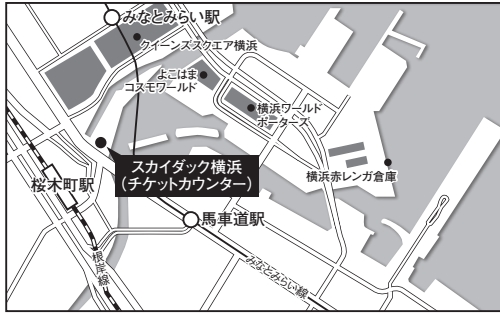 みなとみらい駅
クイーンズスクエア横浜
よこはま
コスモワールド
横浜ワールド
ポーターズ
スカイダック横浜
(チケットカウンター)
横浜赤レンガ倉庫
桜木町駅
馬車道駅
根岸線
みなとみらい線